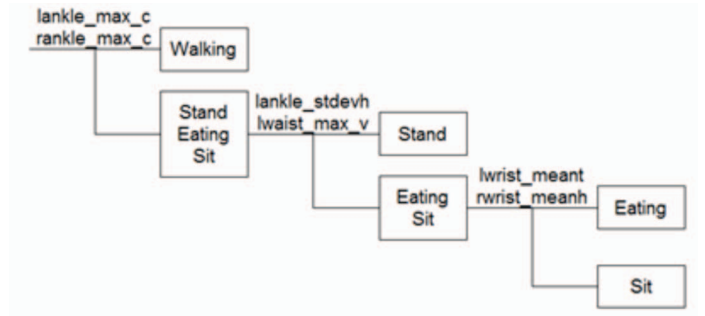 lankle_max_c
rankle_max_c
Walking
Stand
Eating
Sit
lankle_stdevh
lwaist_max_v
Stand
Eating
Sit
lwrist_meant
rwrist_meanh
Eating
Sit